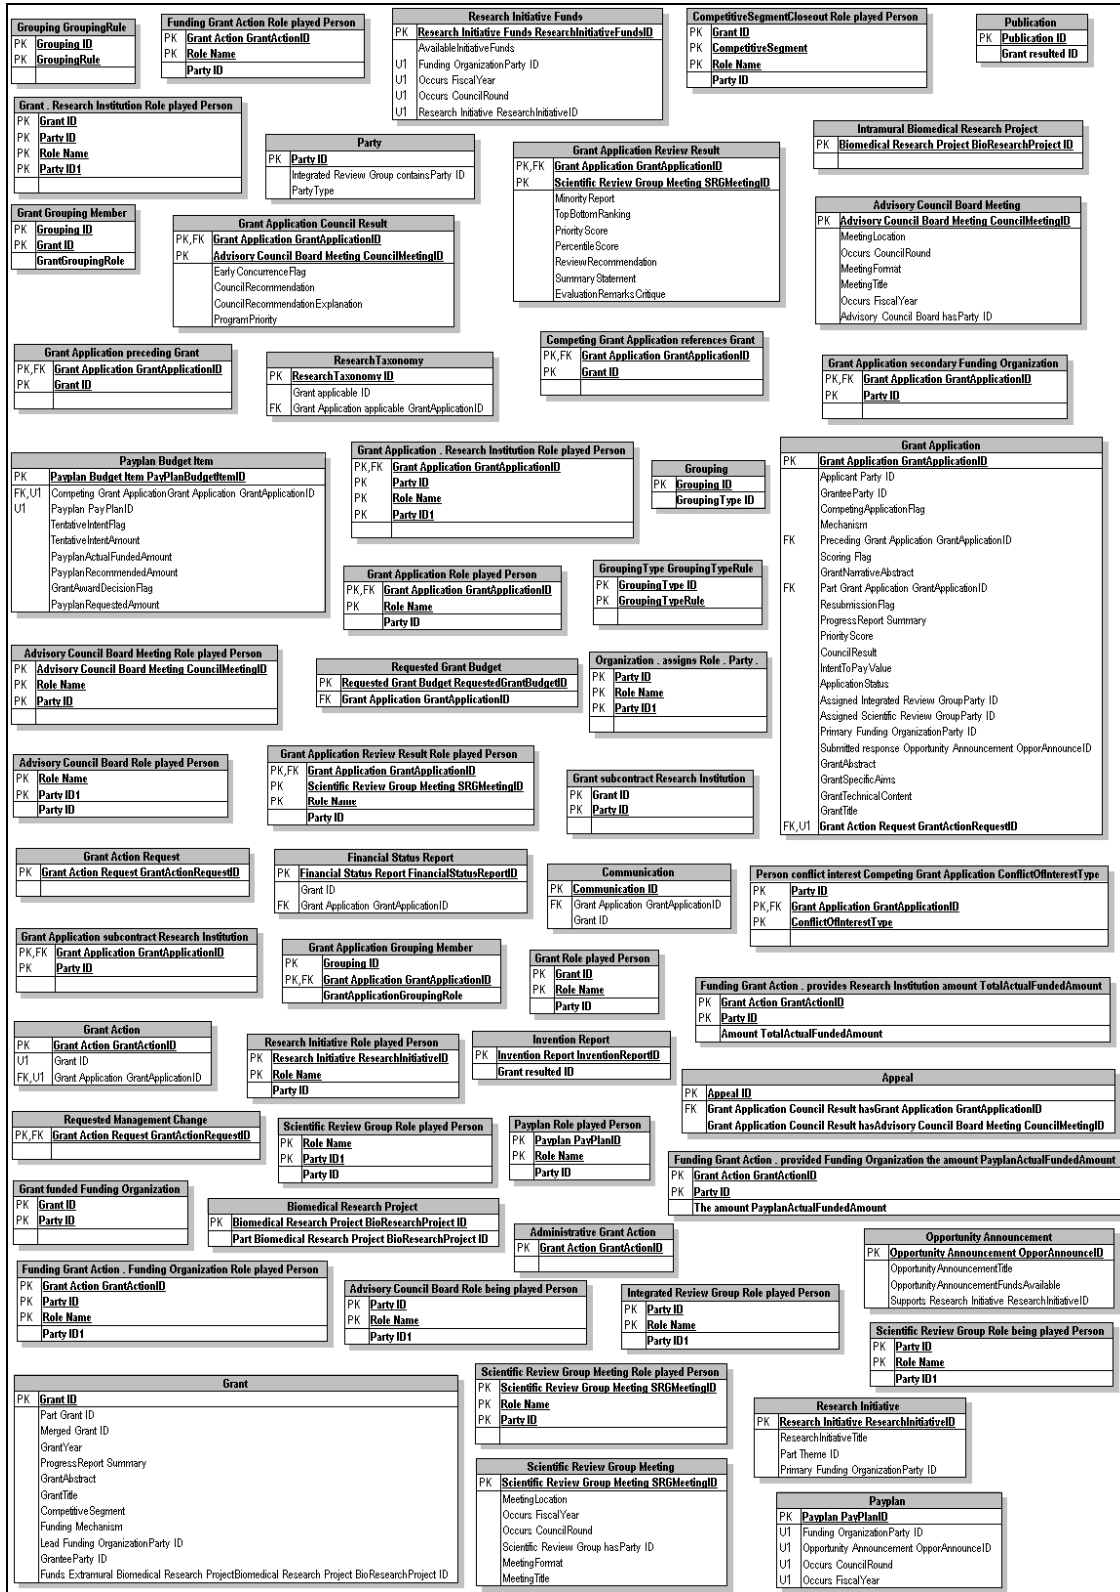 Grouping GroupingRule
PK Grouping ID
PK GroupingRule
Funding Grant Action Role played Person
PK Grant Action GrantActionID
PK Role Name
Party ID
Research Initiative Funds
PK Research Initiative Funds ResearchInitiativeFundsID
AvailableInitiativeFunds
U1 Funding OrganizationParty ID
U1 Occurs FiscalYear
U1 Occurs CouncilRound
U1 Research Initiative ResearchInitiativeID
CompetitiveSegmentCloseout Role played Person
PK Grant ID
PK CompetitiveSegment
PK Role Name
Party ID
Publication
PK Publication ID
Grant resulted ID
Grant . Research Institution Role played Person
PK Grant ID
PK Party ID
PK Role Name
PK Party ID1
Party
PK Party ID
Integrated Review Group containsParty ID
PartyType
Grant Application Review Result
PK,FK Grant Application GrantApplicationID
PK Scientific Review Group Meeting SRGMeetingID
Minority Report
TopBottomRanking
Priority Score
PercentileScore
ReviewRecommendation
Summary Statement
EvaluationRemarksCritique
Intramural Biomedical Research Project
PK Biomedical Research Project BioResearchProject ID
Grant Grouping Member
PK Grouping ID
PK Grant ID
GrantGroupingRole
Grant Application Council Result
PK,FK Grant Application GrantApplicationID
PK Advisory Council Board Meeting CouncilMeetingID
Early ConcurrenceFlag
CouncilRecommendation
CouncilRecommendationExplanation
ProgramPriority
Advisory Council Board Meeting
PK Advisory Council Board Meeting CouncilMeetingID
MeetingLocation
Occurs CouncilRound
MeetingFormat
MeetingTitle
Occurs FiscalYear
Advisory Council Board hasParty ID
Grant Application preceding Grant
PK,FK Grant Application GrantApplicationID
PK Grant ID
ResearchTaxonomy
PK ResearchTaxonomy ID
Grant applicable ID
FK Grant Application applicable GrantApplicationID
Competing Grant Application references Grant
PK,FK Grant Application GrantApplicationID
PK Grant ID
Grant Application secondary Funding Organization
PK,FK Grant Application GrantApplicationID
PK Party ID
Payplan Budget Item
PK Payplan Budget Item PayPlanBudgetItemID
FK,U1 Competing Grant ApplicationGrant Application GrantApplicationID
U1 Payplan PayPlanID
TentativeIntentFlag
TentativeIntentAmount
PayplanActualFundedAmount
PayplanRecommendedAmount
GrantAwardDecisionFlag
PayplanRequestedAmount
Grant Application . Research Institution Role played Person
PK,FK Grant Application GrantApplicationID
PK Party ID
PK Role Name
PK Party ID1
Grouping
PK Grouping ID
GroupingType ID
Grant Application
PK Grant Application GrantApplicationID
Applicant Party ID
GranteeParty ID
CompetingApplicationFlag
Mechanism
FK Preceding Grant Application GrantApplicationID
Scoring Flag
GrantNarrativeAbstract
FK Part Grant Application GrantApplicationID
ResubmissionFlag
ProgressReport Summary
PriorityScore
CouncilResult
IntentToPayValue
ApplicationStatus
Assigned Integrated Review GroupParty ID
Assigned Scientific Review GroupParty ID
Primary Funding OrganizationParty ID
Submitted response Opportunity Announcement OpporAnnounceID
GrantAbstract
GrantSpecificAims
GrantTechnicalContent
GrantTitle
FK,U1 Grant Action Request GrantActionRequestID
Grant Application Role played Person
PK,FK Grant Application GrantApplicationID
PK Role Name
Party ID
GroupingType GroupingTypeRule
PK GroupingType ID
PK GroupingTypeRule
Advisory Council Board Meeting Role played Person
PK Advisory Council Board Meeting CouncilMeetingID
PK Role Name
PK Party ID
Requested Grant Budget
PK Requested Grant Budget RequestedGrantBudgetID
FK Grant Application GrantApplicationID
Organization . assigns Role . Party .
PK Party ID
PK Role Name
PK Party ID1
Advisory Council Board Role played Person
PK Role Name
PK Party ID1
Party ID
Grant Application Review Result Role played Person
PK,FK Grant Application GrantApplicationID
PK Scientific Review Group Meeting SRGMeetingID
PK Role Name
Party ID
Grant subcontract Research Institution
PK Grant ID
PK Party ID
Grant Action Request
PK Grant Action Request GrantActionRequestID
Financial Status Report
PK Financial Status Report FinancialStatusReportID
Grant ID
FK Grant Application GrantApplicationID
Communication
PK Communication ID
FK Grant Application GrantApplicationID
Grant ID
Person conflict interest Competing Grant Application ConflictOfInterestType
PK Party ID
PK,FK Grant Application GrantApplicationID
PK ConflictOfInterestType
Grant Application subcontract Research Institution
PK,FK Grant Application GrantApplicationID
PK Party ID
Grant Application Grouping Member
PK Grouping ID
PK,FK Grant Application GrantApplicationID
GrantApplicationGroupingRole
Grant Role played Person
PK Grant ID
PK Role Name
Party ID
Funding Grant Action . provides Research Institution amount TotalActualFundedAmount
PK Grant Action GrantActionID
PK Party ID
Amount TotalActualFundedAmount
Grant Action
PK Grant Action GrantActionID
U1 Grant ID
FK,U1 Grant Application GrantApplicationID
Research Initiative Role played Person
PK Research Initiative ResearchInitiativeID
PK Role Name
Party ID
Invention Report
PK Invention Report InventionReportID
Grant resulted ID
Appeal
PK Appeal ID
FK Grant Application Council Result hasGrant Application GrantApplicationID
Grant Application Council Result hasAdvisory Council Board Meeting CouncilMeetingID
Requested Management Change
PK,FK Grant Action Request GrantActionRequestID
Scientific Review Group Role played Person
PK Role Name
PK Party ID1
Party ID
Payplan Role played Person
PK Payplan PayPlanID
PK Role Name
Party ID
Funding Grant Action . provided Funding Organization the amount PayplanActualFundedAmount
PK Grant Action GrantActionID
PK Party ID
The amount PayplanActualFundedAmount
Grant funded Funding Organization
PK Grant ID
PK Party ID
Biomedical Research Project
PK Biomedical Research Project BioResearchProject ID
Part Biomedical Research Project BioResearchProject ID
Administrative Grant Action
PK Grant Action GrantActionID
Opportunity Announcement
PK Opportunity Announcement OpporAnnounceID
OpportunityAnnouncementTitle
OpportunityAnnouncementFundsAvailable
Supports Research Initiative ResearchInitiativeID
Funding Grant Action . Funding Organization Role played Person
PK Grant Action GrantActionID
PK Party ID
PK Role Name
Party ID1
Advisory Council Board Role being played Person
PK Party ID
PK Role Name
Party ID1
Integrated Review Group Role played Person
PK Party ID
PK Role Name
Party ID1
Scientific Review Group Role being played Person
PK Party ID
PK Role Name
Party ID1
Grant
PK Grant ID
Part Grant ID
Merged Grant ID
GrantYear
ProgressReport Summary
GrantAbstract
GrantTitle
CompetitiveSegment
Funding Mechanism
Lead Funding OrganizationParty ID
GranteeParty ID
Funds Extramural Biomedical Research ProjectBiomedical Research Project BioResearchProject ID
Scientific Review Group Meeting Role played Person
PK Scientific Review Group Meeting SRGMeetingID
PK Role Name
PK Party ID
Research Initiative
PK Research Initiative ResearchInitiativeID
ResearchInitiativeTitle
Part Theme ID
Primary Funding OrganizationParty ID
Scientific Review Group Meeting
PK Scientific Review Group Meeting SRGMeetingID
MeetingLocation
Occurs FiscalYear
Occurs CouncilRound
Scientific Review Group hasParty ID
MeetingFormat
MeetingTitle
Payplan
PK Payplan PayPlanID
U1 Funding OrganizationParty ID
U1 Opportunity Announcement OpporAnnounceID
U1 Occurs CouncilRound
U1 Occurs FiscalYear